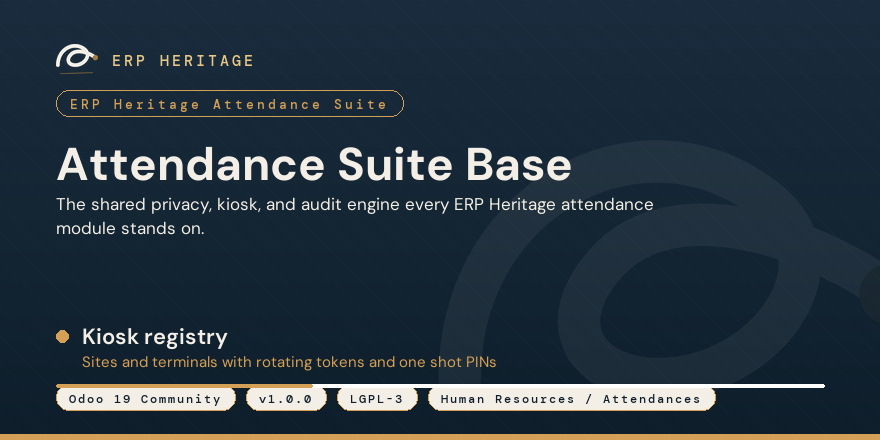 ERP HERITAGE
ERP Heritage Attendance Suite
Attendance Suite Base
The shared privacy, kiosk, and audit engine every ERP Heritage attendance
module stands on.
Kiosk registry
Sites and terminals with rotating tokens and one shot PINs
Odoo 19 Community v1.0.0 LGPL-3 Human Resources / Attendances